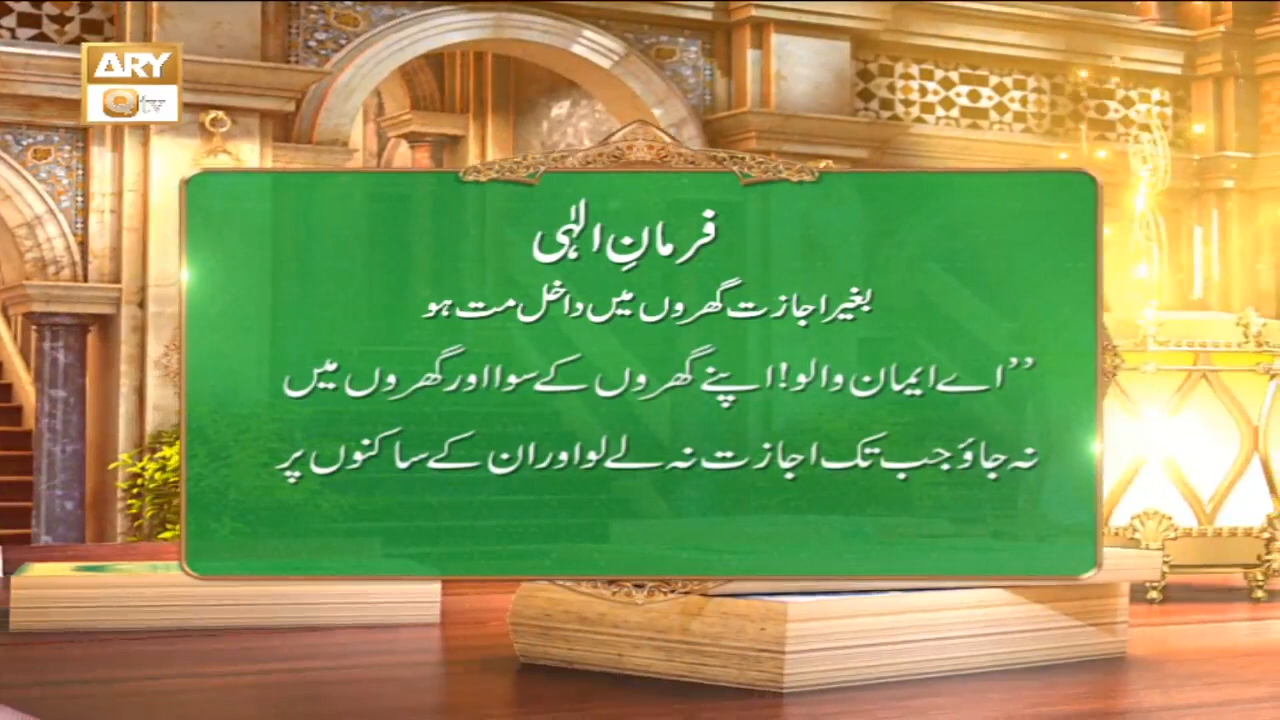 ARY
Qtv
فرمانِ الٰہی
بغیر اجازت گھروں میں داخل مت ہو
’’اے ایمان والو! اپنے گھروں کے سوا اور گھروں میں
نہ جاؤ جب تک اجازت نہ لے لو اور ان کے ساکنوں پر